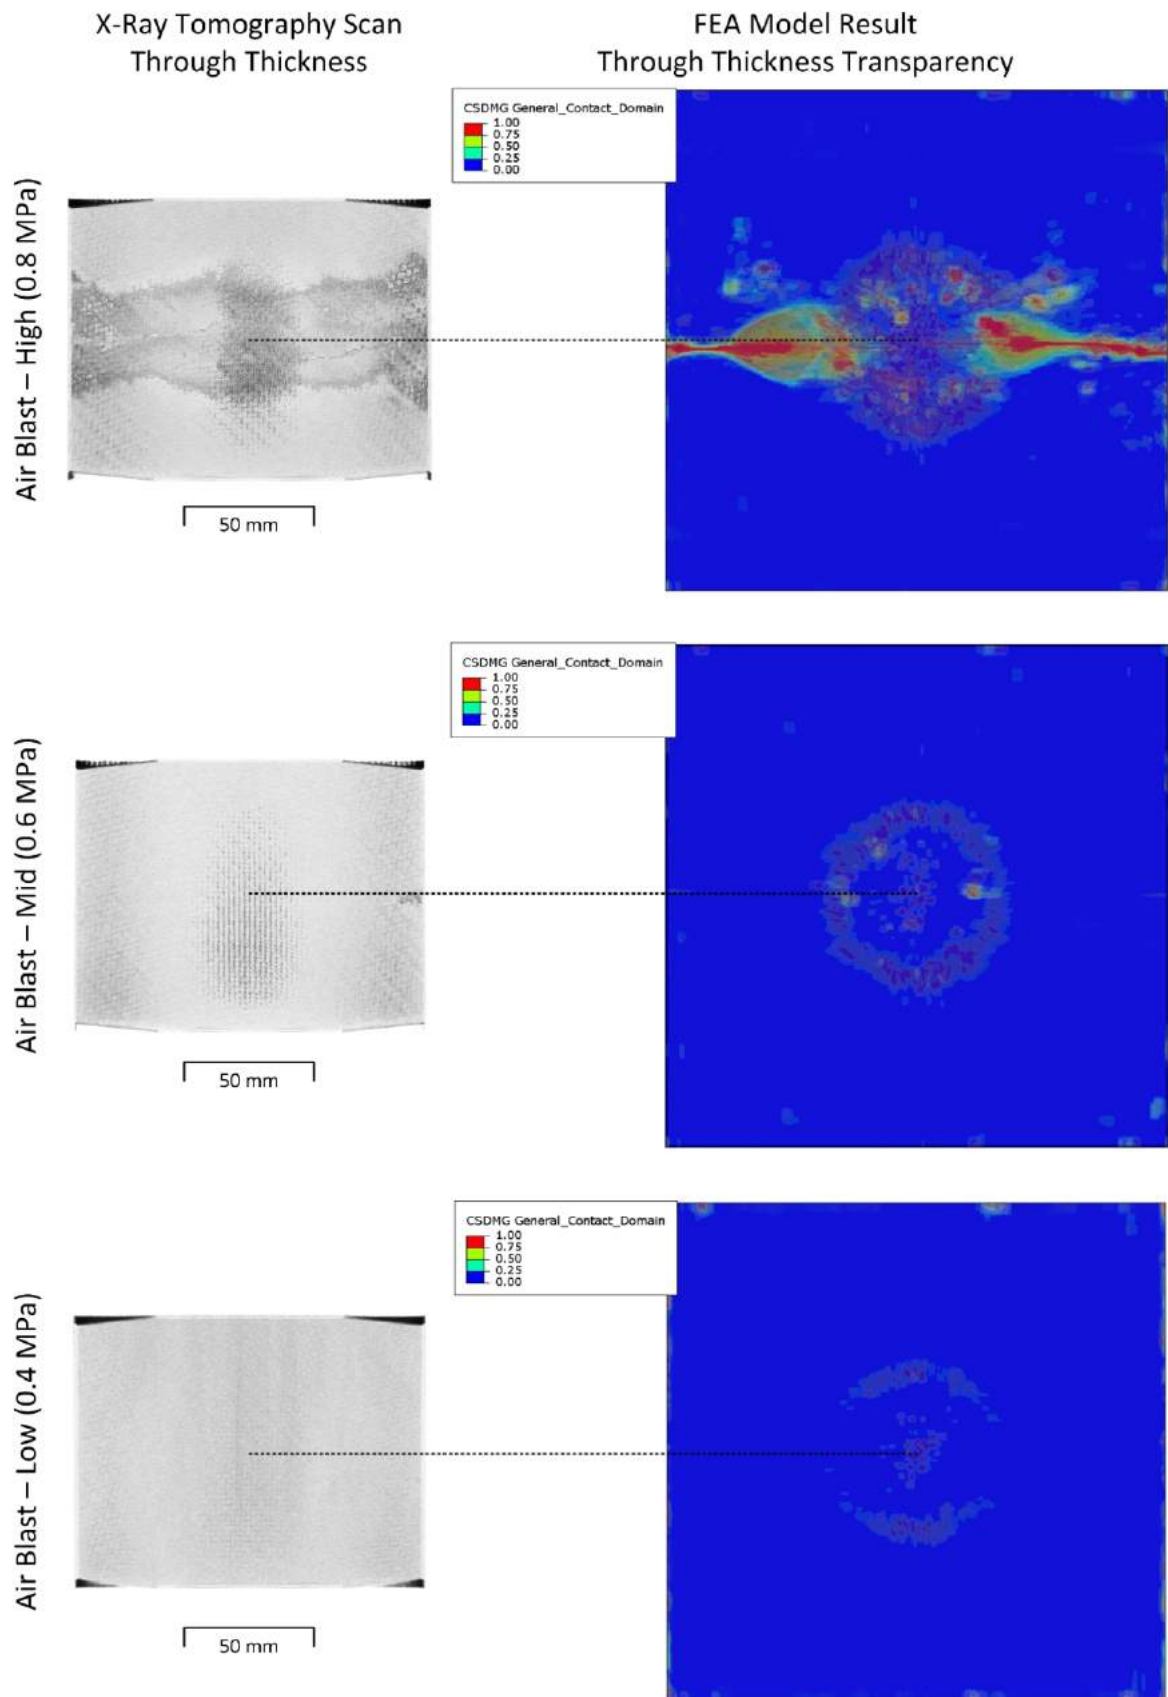 X-Ray Tomography Scan
Through Thickness
FEA Model Result
Through Thickness Transparency
Air Blast – High (0.8 MPa)
50 mm
CSDMG General_Contact_Domain
1.00
0.75
0.50
0.25
0.00
Air Blast – Mid (0.6 MPa)
50 mm
CSDMG General_Contact_Domain
1.00
0.75
0.50
0.25
0.00
Air Blast – Low (0.4 MPa)
50 mm
CSDMG General_Contact_Domain
1.00
0.75
0.50
0.25
0.00